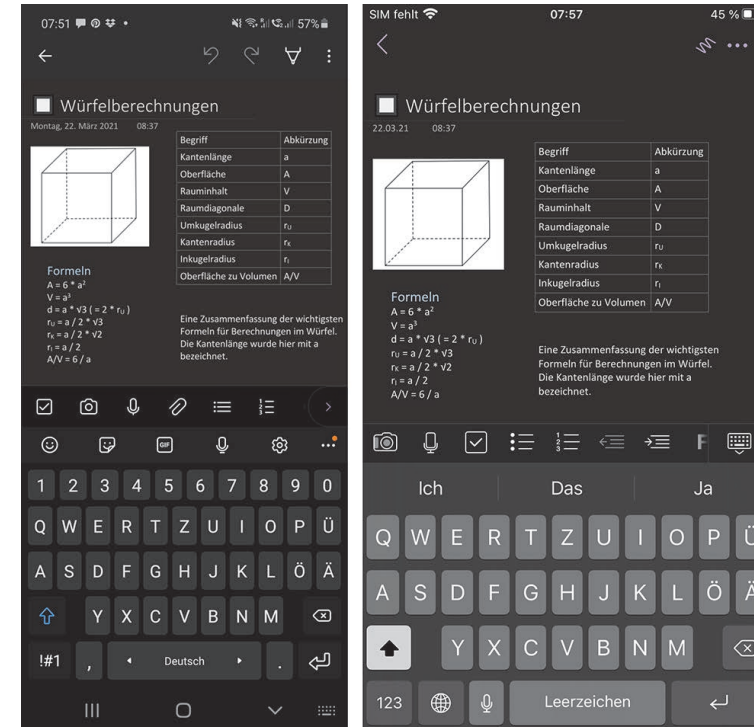 07:51 57%
Würfelberechnungen
Montag, 22. März 2021 08:37
Begriff Abkürzung
Kantenlänge a
Oberfläche A
Rauminhalt V
Raumdiagonale D
Umkugelradius rU
Kantenradius rK
Inkugelradius rI
Oberfläche zu Volumen A/V
Formeln
A = 6 * a²
V = a³
d = a * √3 ( = 2 * rU )
rU = a / 2 * √3
rK = a / 2 * √2
rI = a / 2
A/V = 6 / a
Eine Zusammenfassung der wichtigsten
Formeln für Berechnungen im Würfel.
Die Kantenlänge wurde hier mit a
bezeichnet.
GIF
1 2 3 4 5 6 7 8 9 0
Q W E R T Z U I O P Ü
A S D F G H J K L Ö Ä
Y X C V B N M
!#1 , Deutsch .
SIM fehlt 07:57 45 %
Würfelberechnungen
22.03.21 08:37
Begriff Abkürzung
Kantenlänge a
Oberfläche A
Rauminhalt V
Raumdiagonale D
Umkugelradius rU
Kantenradius rK
Inkugelradius rI
Oberfläche zu Volumen A/V
Formeln
A = 6 * a²
V = a³
d = a * √3 ( = 2 * rU )
rU = a / 2 * √3
rK = a / 2 * √2
rI = a / 2
A/V = 6 / a
Eine Zusammenfassung der wichtigsten
Formeln für Berechnungen im Würfel.
Die Kantenlänge wurde hier mit a
bezeichnet.
F
Ich Das Ja
Q W E R T Z U I O P Ü
A S D F G H J K L Ö Ä
Y X C V B N M
123 Leerzeichen